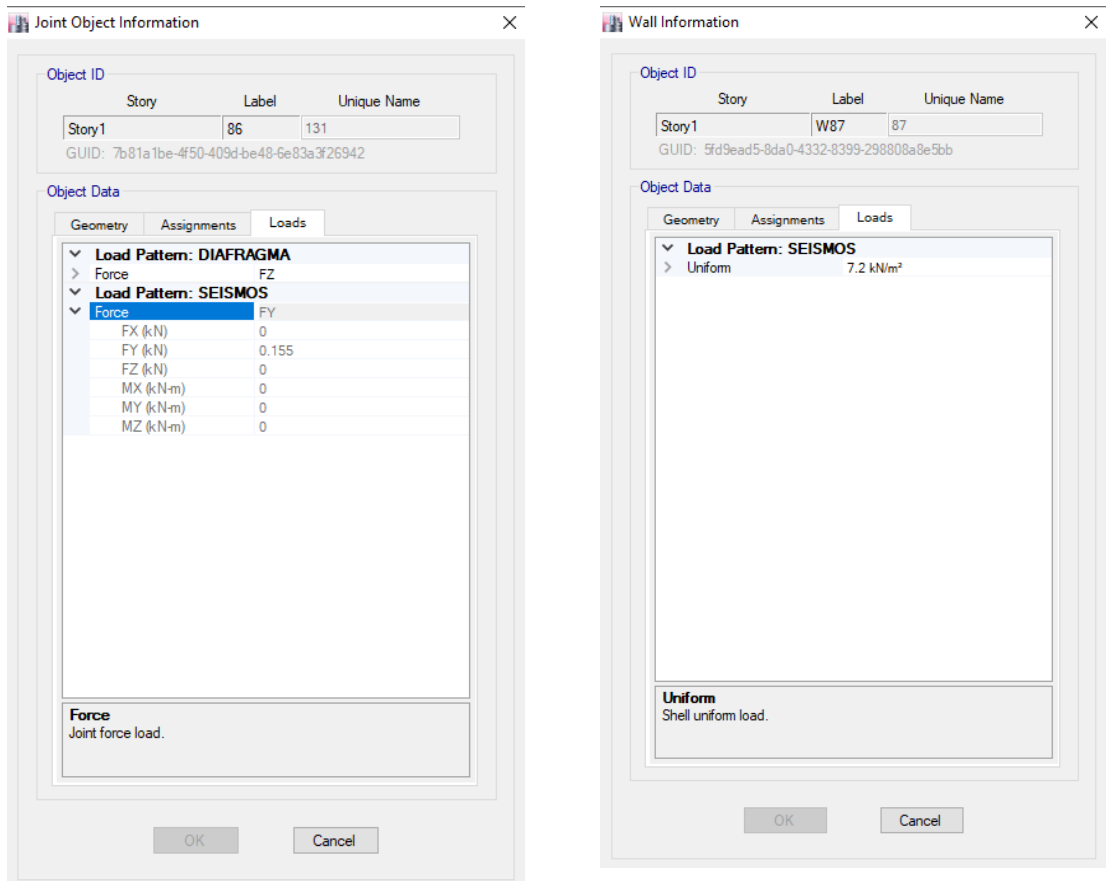 Joint Object Information
Object ID
Story Label Unique Name
Story1 86 131
GUID: 7b81a1be-4f50-409d-be48-6e83a3f26942
Object Data
Geometry Assignments Loads
Load Pattern: DIAFRAGMA
Force FZ
Load Pattern: SEISMOS
Force FY
FX (kN) 0
FY (kN) 0.155
FZ (kN) 0
MX (kN-m) 0
MY (kN-m) 0
MZ (kN-m) 0
Force
Joint force load.
OK Cancel
Wall Information
Object ID
Story Label Unique Name
Story1 W87 87
GUID: 5fd9ead5-8da0-4332-8399-298808a8e5bb
Object Data
Geometry Assignments Loads
Load Pattern: SEISMOS
Uniform 7.2 kN/m²
Uniform
Shell uniform load.
OK Cancel